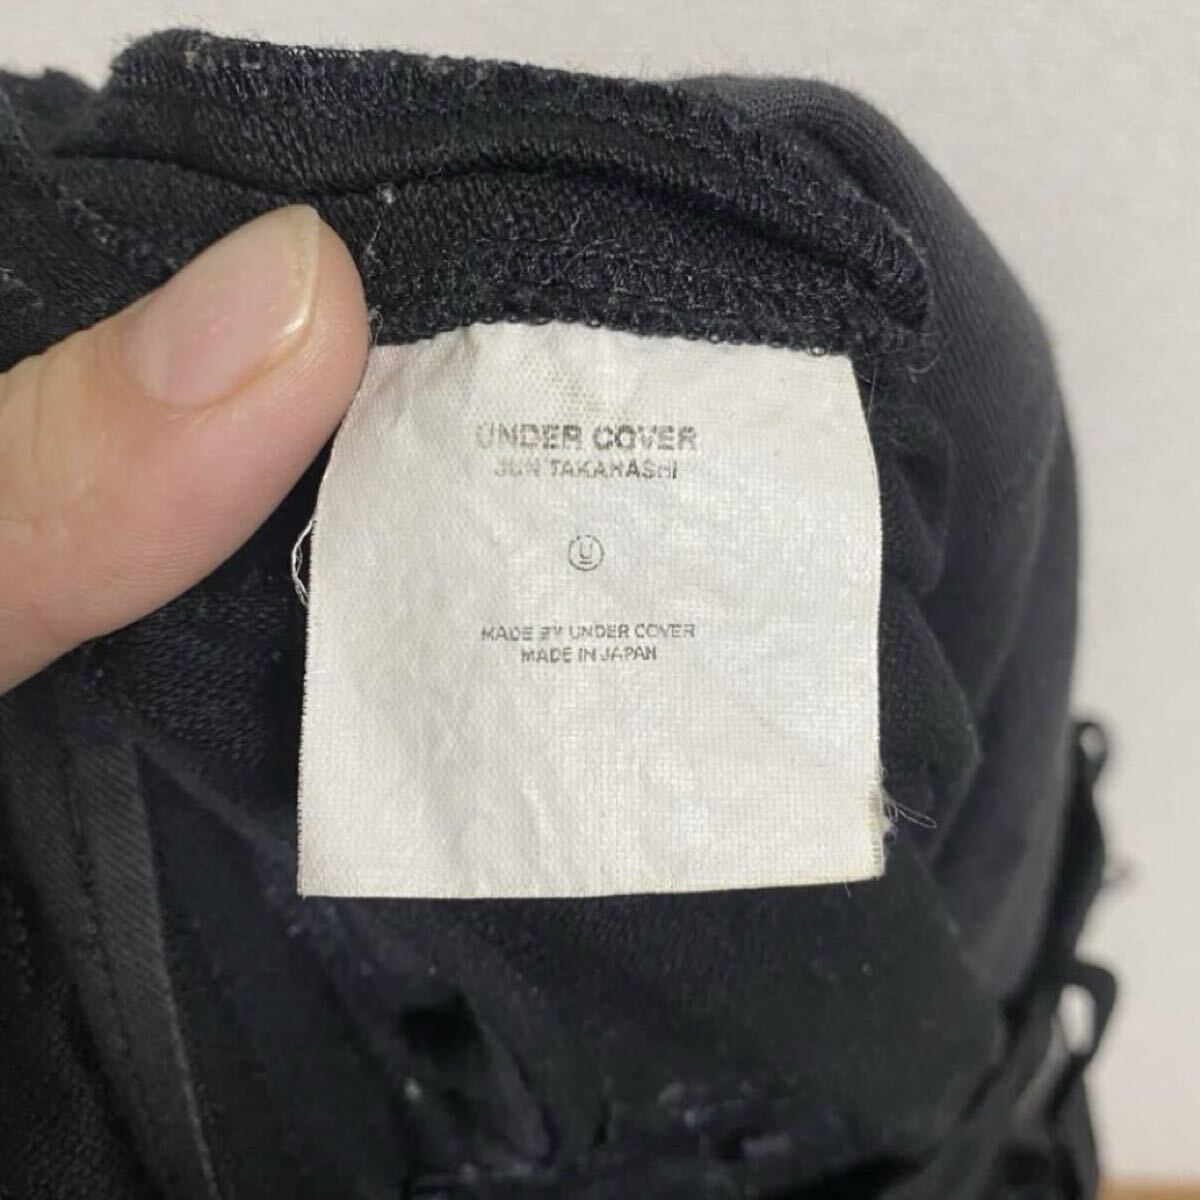 UNDER COVER
JUN TAKAHASHI
U
MADE BY UNDER COVER
MADE IN JAPAN